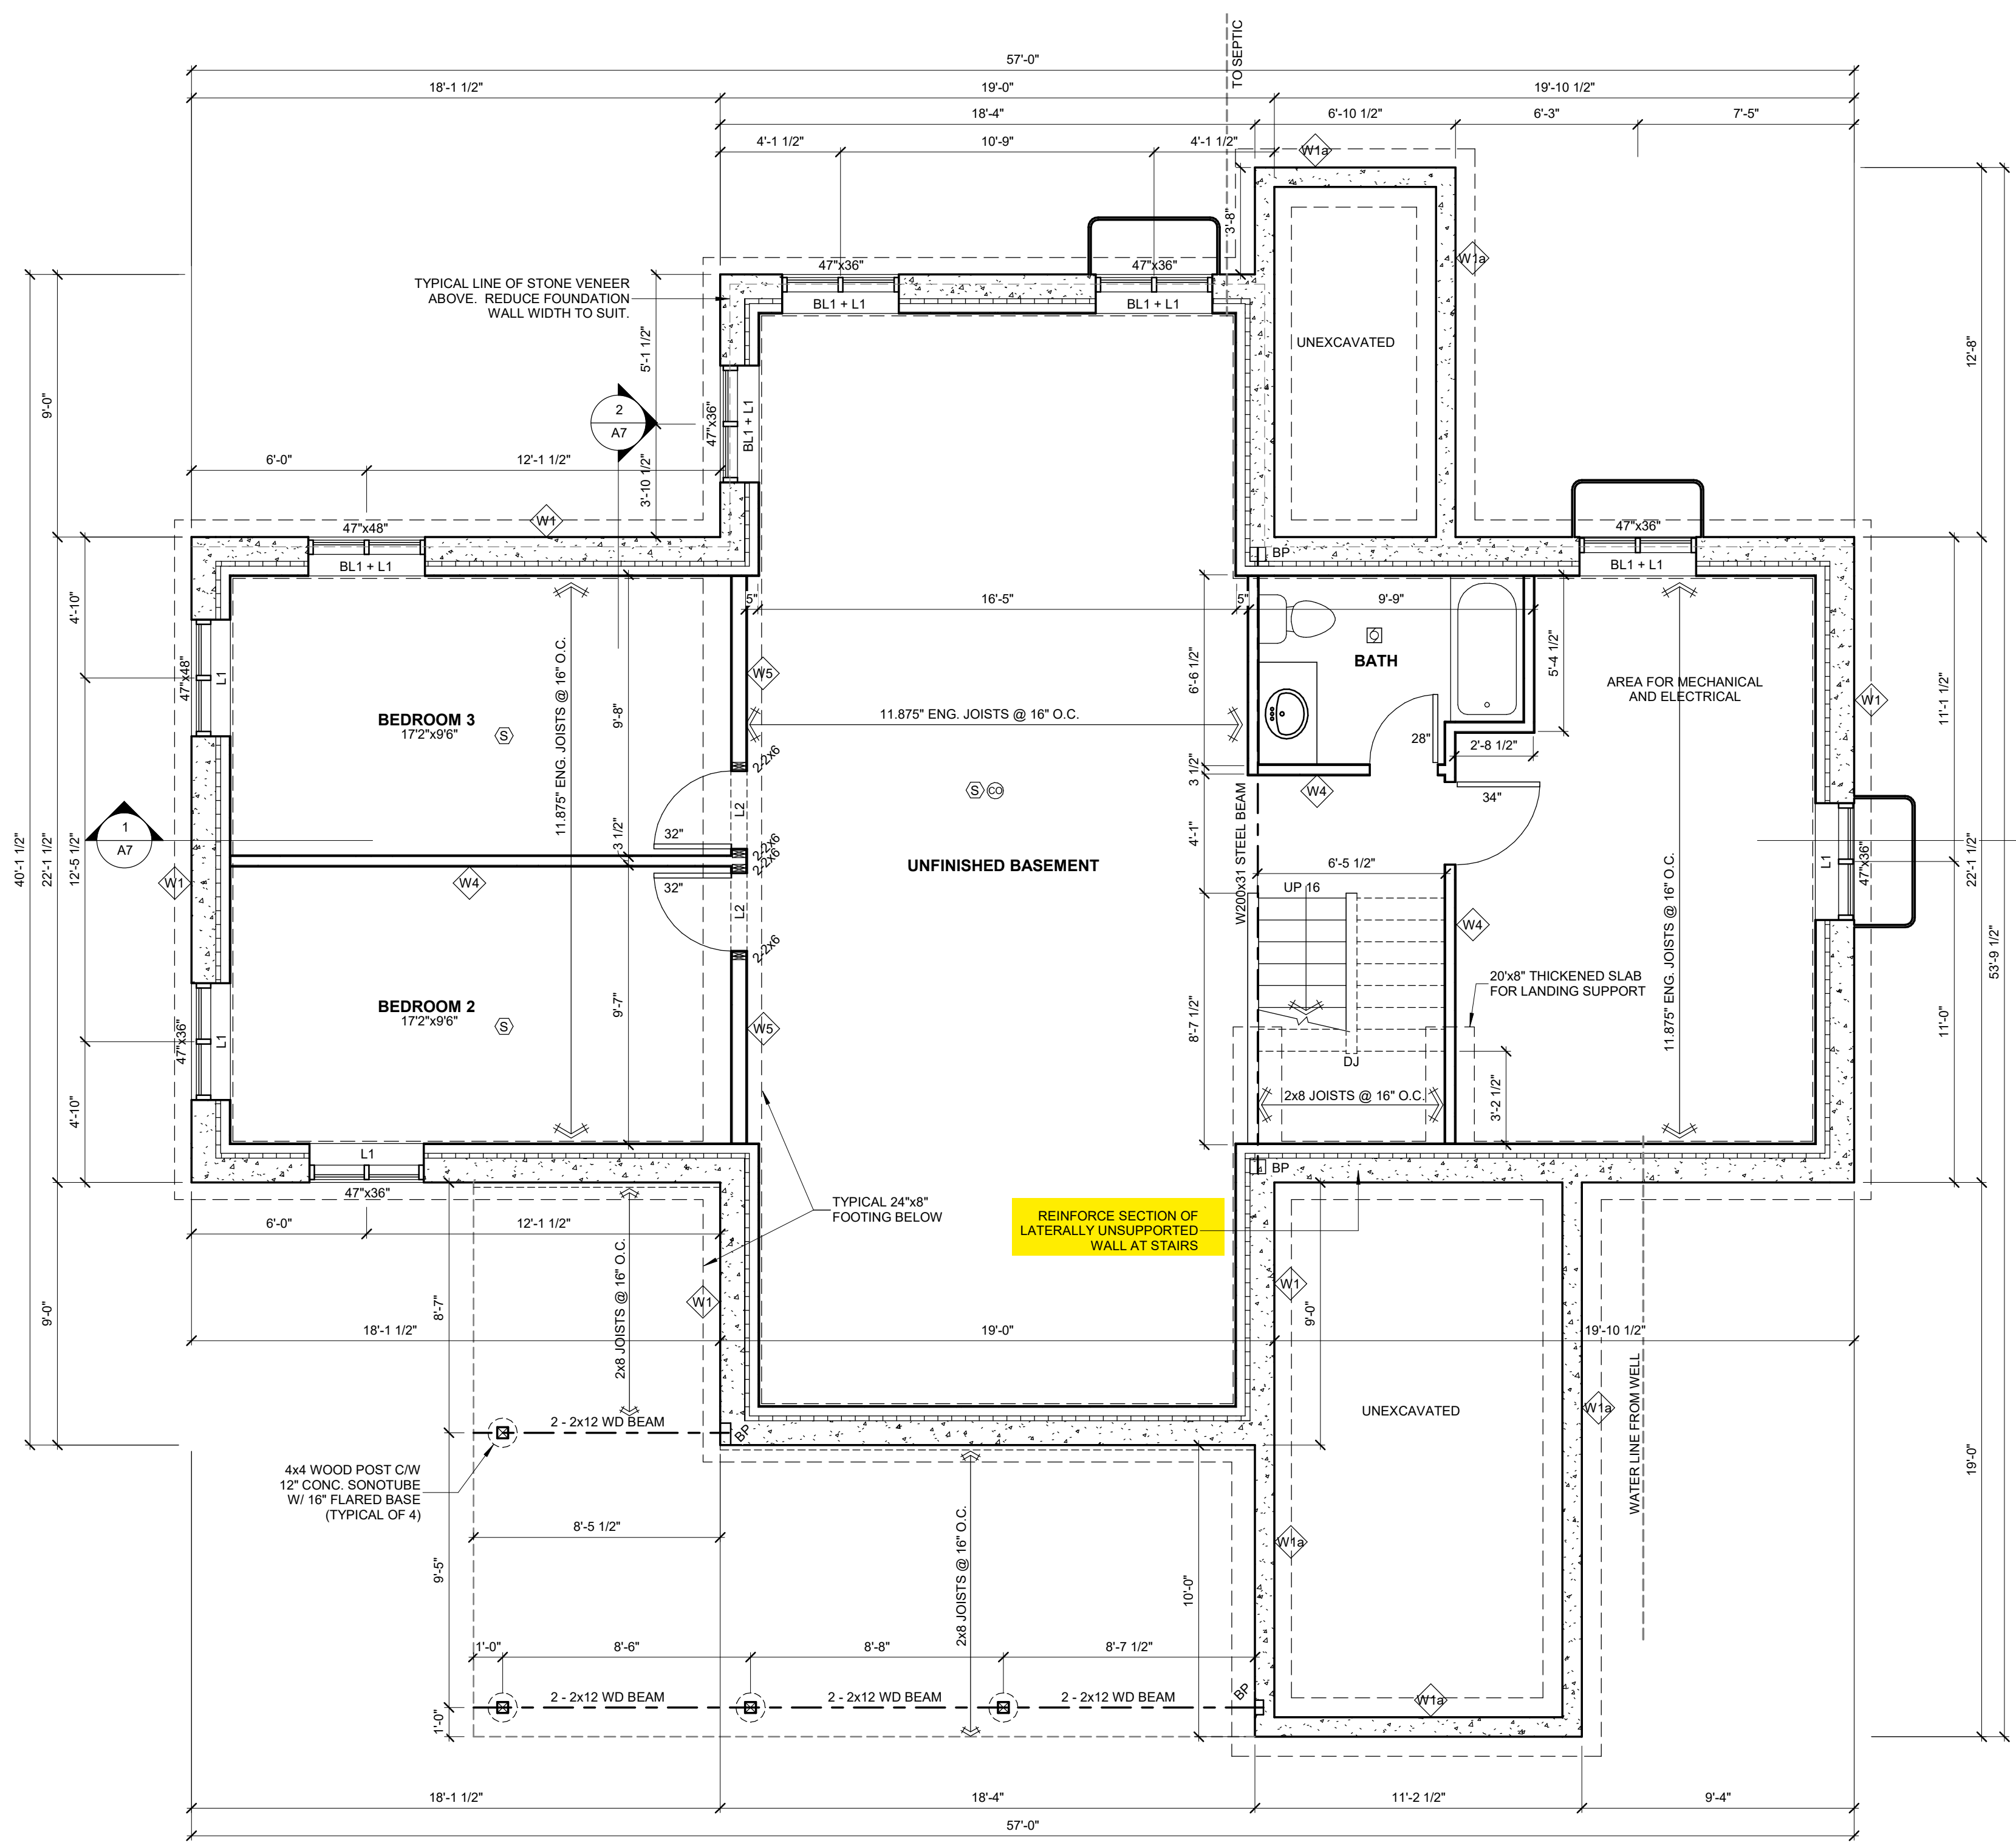 TO SEPTIC
57'-0"
18'-1 1/2"
19'-0"
19'-10 1/2"
18'-4"
6'-10 1/2"
6'-3"
7'-5"
4'-1 1/2"
10'-9"
4'-1 1/2"
W1a
3'-8"
W1a
47"x36"
47"x36"
BL1 + L1
BL1 + L1
TYPICAL LINE OF STONE VENEER
ABOVE. REDUCE FOUNDATION
WALL WIDTH TO SUIT.
UNEXCAVATED
12'-8"
5'-1 1/2"
9'-0"
2
A7
47"x36"
BL1 + L1
6'-0"
12'-1 1/2"
3'-10 1/2"
W1
47"x48"
BL1 + L1
47"x36"
BL1 + L1
BP
4'-10"
5"
16'-5"
5"
9'-9"
11.875" ENG. JOISTS @ 16" O.C.
47"x48"
L1
W5
6'-6 1/2"
BATH
5'-4 1/2"
AREA FOR MECHANICAL
AND ELECTRICAL
W1
11'-1 1/2"
BEDROOM 3
17'2"x9'6"
S
9'-8"
11.875" ENG. JOISTS @ 16" O.C.
28"
2'-8 1/2"
2-2x6
S
CO
3 1/2"
W4
34"
L2
W200x31 STEEL BEAM
1
A7
32"
3 1/2"
2-2x6
2-2x6
4'-1"
40'-1 1/2"
22'-1 1/2"
12'-5 1/2"
UNFINISHED BASEMENT
6'-5 1/2"
L1
47"x36"
22'-1 1/2"
W1
W4
32"
UP 16
L2
W4
11.875" ENG. JOISTS @ 16" O.C.
53'-9 1/2"
2-2x6
20'x8" THICKENED SLAB
FOR LANDING SUPPORT
BEDROOM 2
17'2"x9'6"
S
9'-7"
W5
8'-7 1/2"
11'-0"
47"x36"
L1
DJ
4'-10"
2x8 JOISTS @ 16" O.C.
3'-2 1/2"
L1
BP
47"x36"
TYPICAL 24"x8"
FOOTING BELOW
REINFORCE SECTION OF
LATERALLY UNSUPPORTED
WALL AT STAIRS
6'-0"
12'-1 1/2"
W1
9'-0"
8'-7"
2x8 JOISTS @ 16" O.C.
W1
9'-0"
18'-1 1/2"
19'-0"
19'-10 1/2"
WATER LINE FROM WELL
W1a
UNEXCAVATED
2 - 2x12 WD BEAM
BP
19'-0"
4x4 WOOD POST C/W
12" CONC. SONOTUBE
W/ 16" FLARED BASE
(TYPICAL OF 4)
8'-5 1/2"
2x8 JOISTS @ 16" O.C.
W1a
9'-5"
10'-0"
1'-0"
8'-6"
8'-8"
8'-7 1/2"
2 - 2x12 WD BEAM
2 - 2x12 WD BEAM
2 - 2x12 WD BEAM
BP
W1a
1'-0"
18'-1 1/2"
18'-4"
11'-2 1/2"
9'-4"
57'-0"